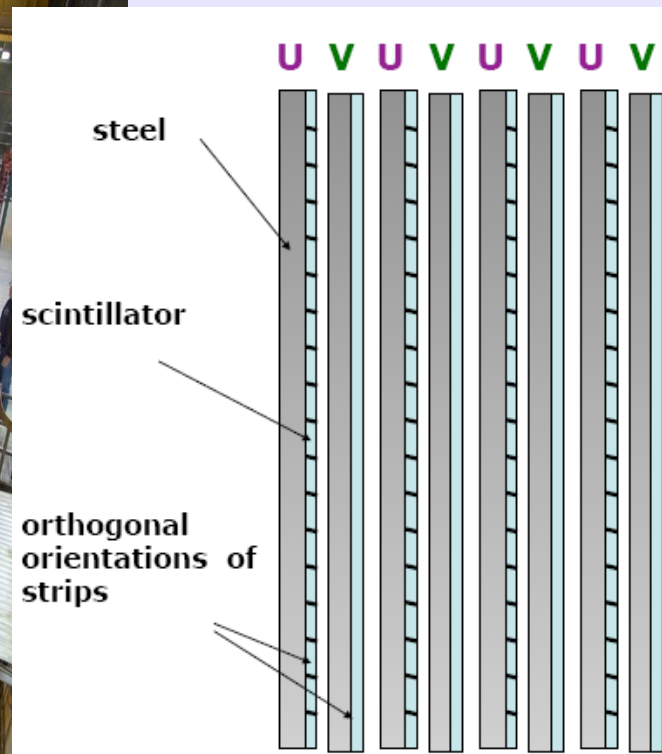 U V U V U V U V
steel
scintillator
orthogonal
orientations of
strips